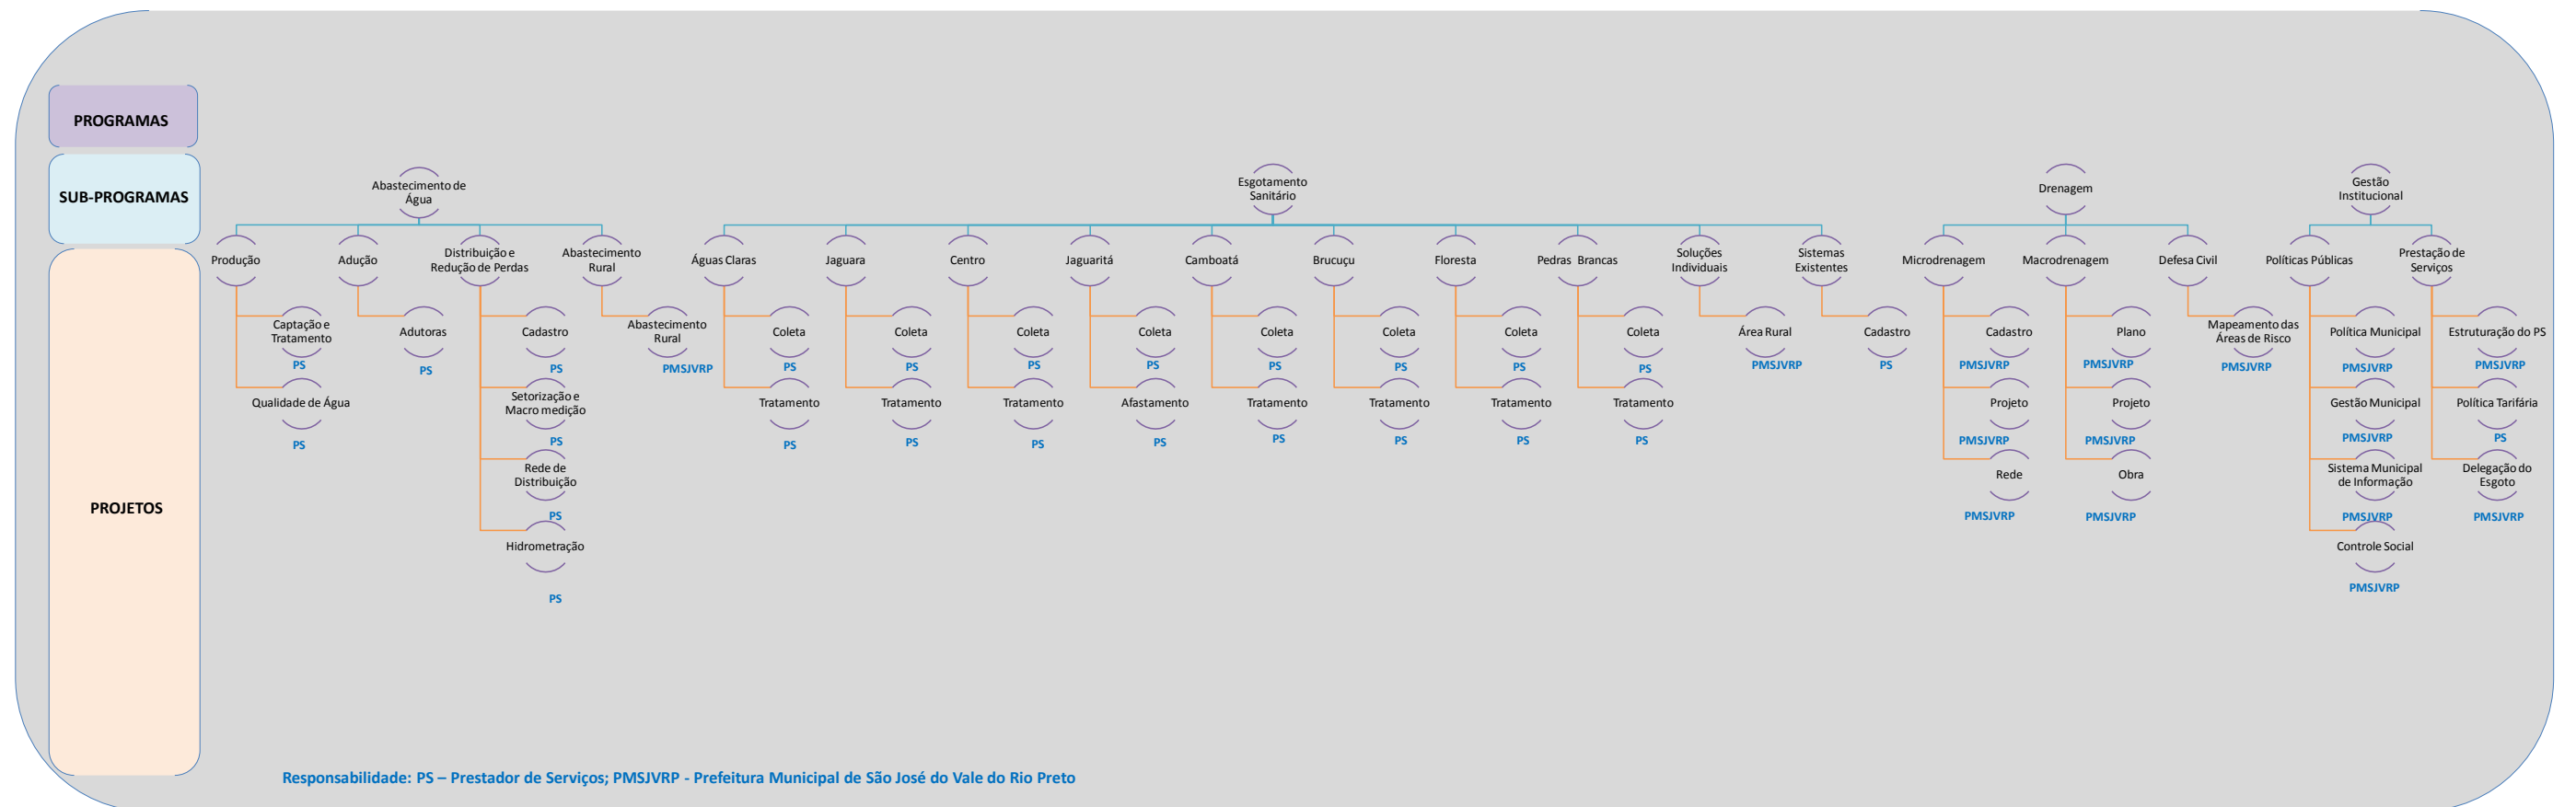 PROGRAMAS
SUB-PROGRAMAS
PROJETOS
Abastecimento de
Água
Esgotamento
Sanitário
Drenagem
Gestão
Institucional
Produção
Adução
Distribuição e
Redução de Perdas
Abastecimento
Rural
Águas Claras
Jaguara
Centro
Jaguaritá
Camboatá
Brucuçu
Floresta
Pedras Brancas
Soluções
Individuais
Sistemas
Existentes
Microdrenagem
Macrodrenagem
Defesa Civil
Políticas Públicas
Prestação de
Serviços
Captação e
Tratamento
PS
Qualidade de Água
PS
Adutoras
PS
Cadastro
PS
Setorização e
Macro medição
PS
Rede de
Distribuição
PS
Hidrometração
PS
Abastecimento
Rural
PMSJVRP
Coleta
PS
Tratamento
PS
Coleta
PS
Tratamento
PS
Coleta
PS
Tratamento
PS
Coleta
PS
Afastamento
PS
Coleta
PS
Tratamento
PS
Coleta
PS
Tratamento
PS
Coleta
PS
Tratamento
PS
Coleta
PS
Tratamento
PS
Área Rural
PMSJVRP
Cadastro
PS
Cadastro
PMSJVRP
Projeto
PMSJVRP
Rede
PMSJVRP
Plano
PMSJVRP
Projeto
PMSJVRP
Obra
PMSJVRP
Mapeamento das
Áreas de Risco
PMSJVRP
Política Municipal
PMSJVRP
Gestão Municipal
PMSJVRP
Sistema Municipal
de Informação
PMSJVRP
Controle Social
PMSJVRP
Estruturação do PS
PMSJVRP
Política Tarifária
PS
Delegação do
Esgoto
PMSJVRP
Responsabilidade: PS – Prestador de Serviços; PMSJVRP - Prefeitura Municipal de São José do Vale do Rio Preto